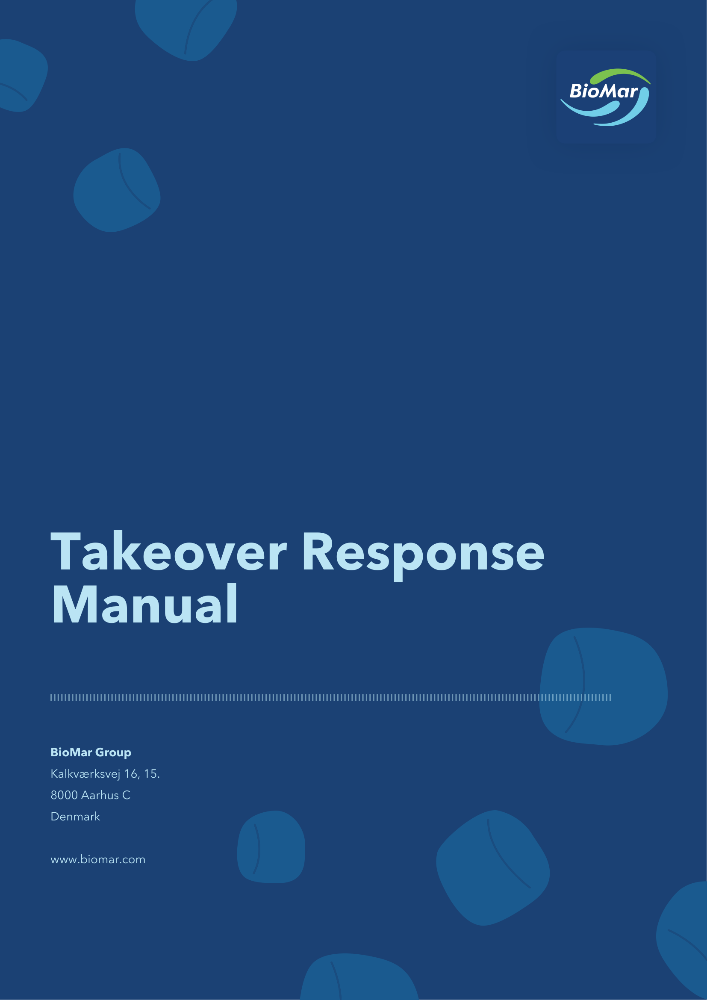 BioMar
Takeover Response
Manual
BioMar Group
Kalkværksvej 16, 15.
8000 Aarhus C
Denmark
www.biomar.com